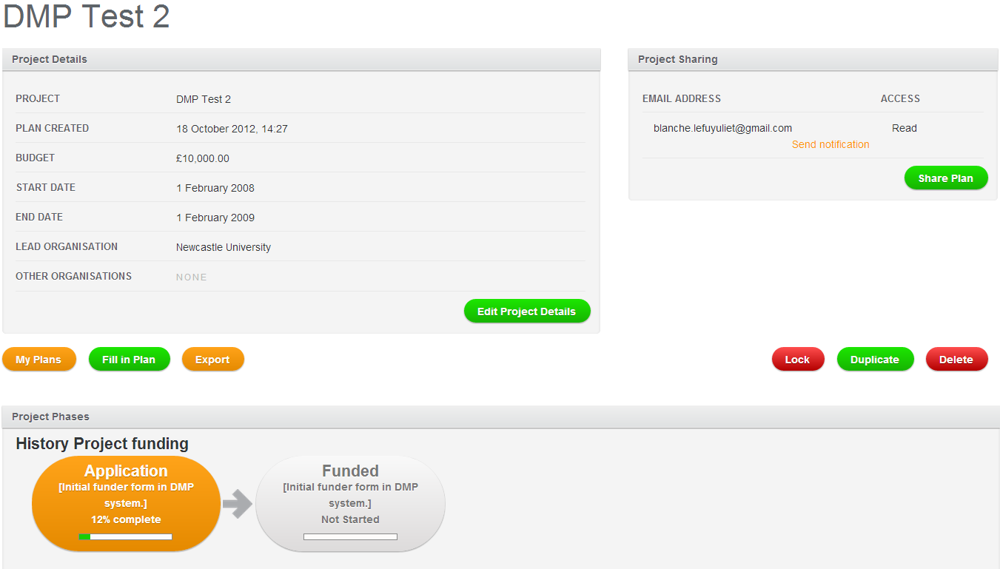 DMP Test 2
Project Details
PROJECT DMP Test 2
PLAN CREATED 18 October 2012, 14:27
BUDGET £10,000.00
START DATE 1 February 2008
END DATE 1 February 2009
LEAD ORGANISATION Newcastle University
OTHER ORGANISATIONS NONE
Edit Project Details
Project Sharing
EMAIL ADDRESS ACCESS
blanche.lefuyuliet@gmail.com Read
Send notification
Share Plan
My Plans Fill in Plan Export Lock Duplicate Delete
Project Phases
History Project funding
Application
[Initial funder form in DMP
system.]
12% complete
Funded
[Initial funder form in DMP
system.]
Not Started